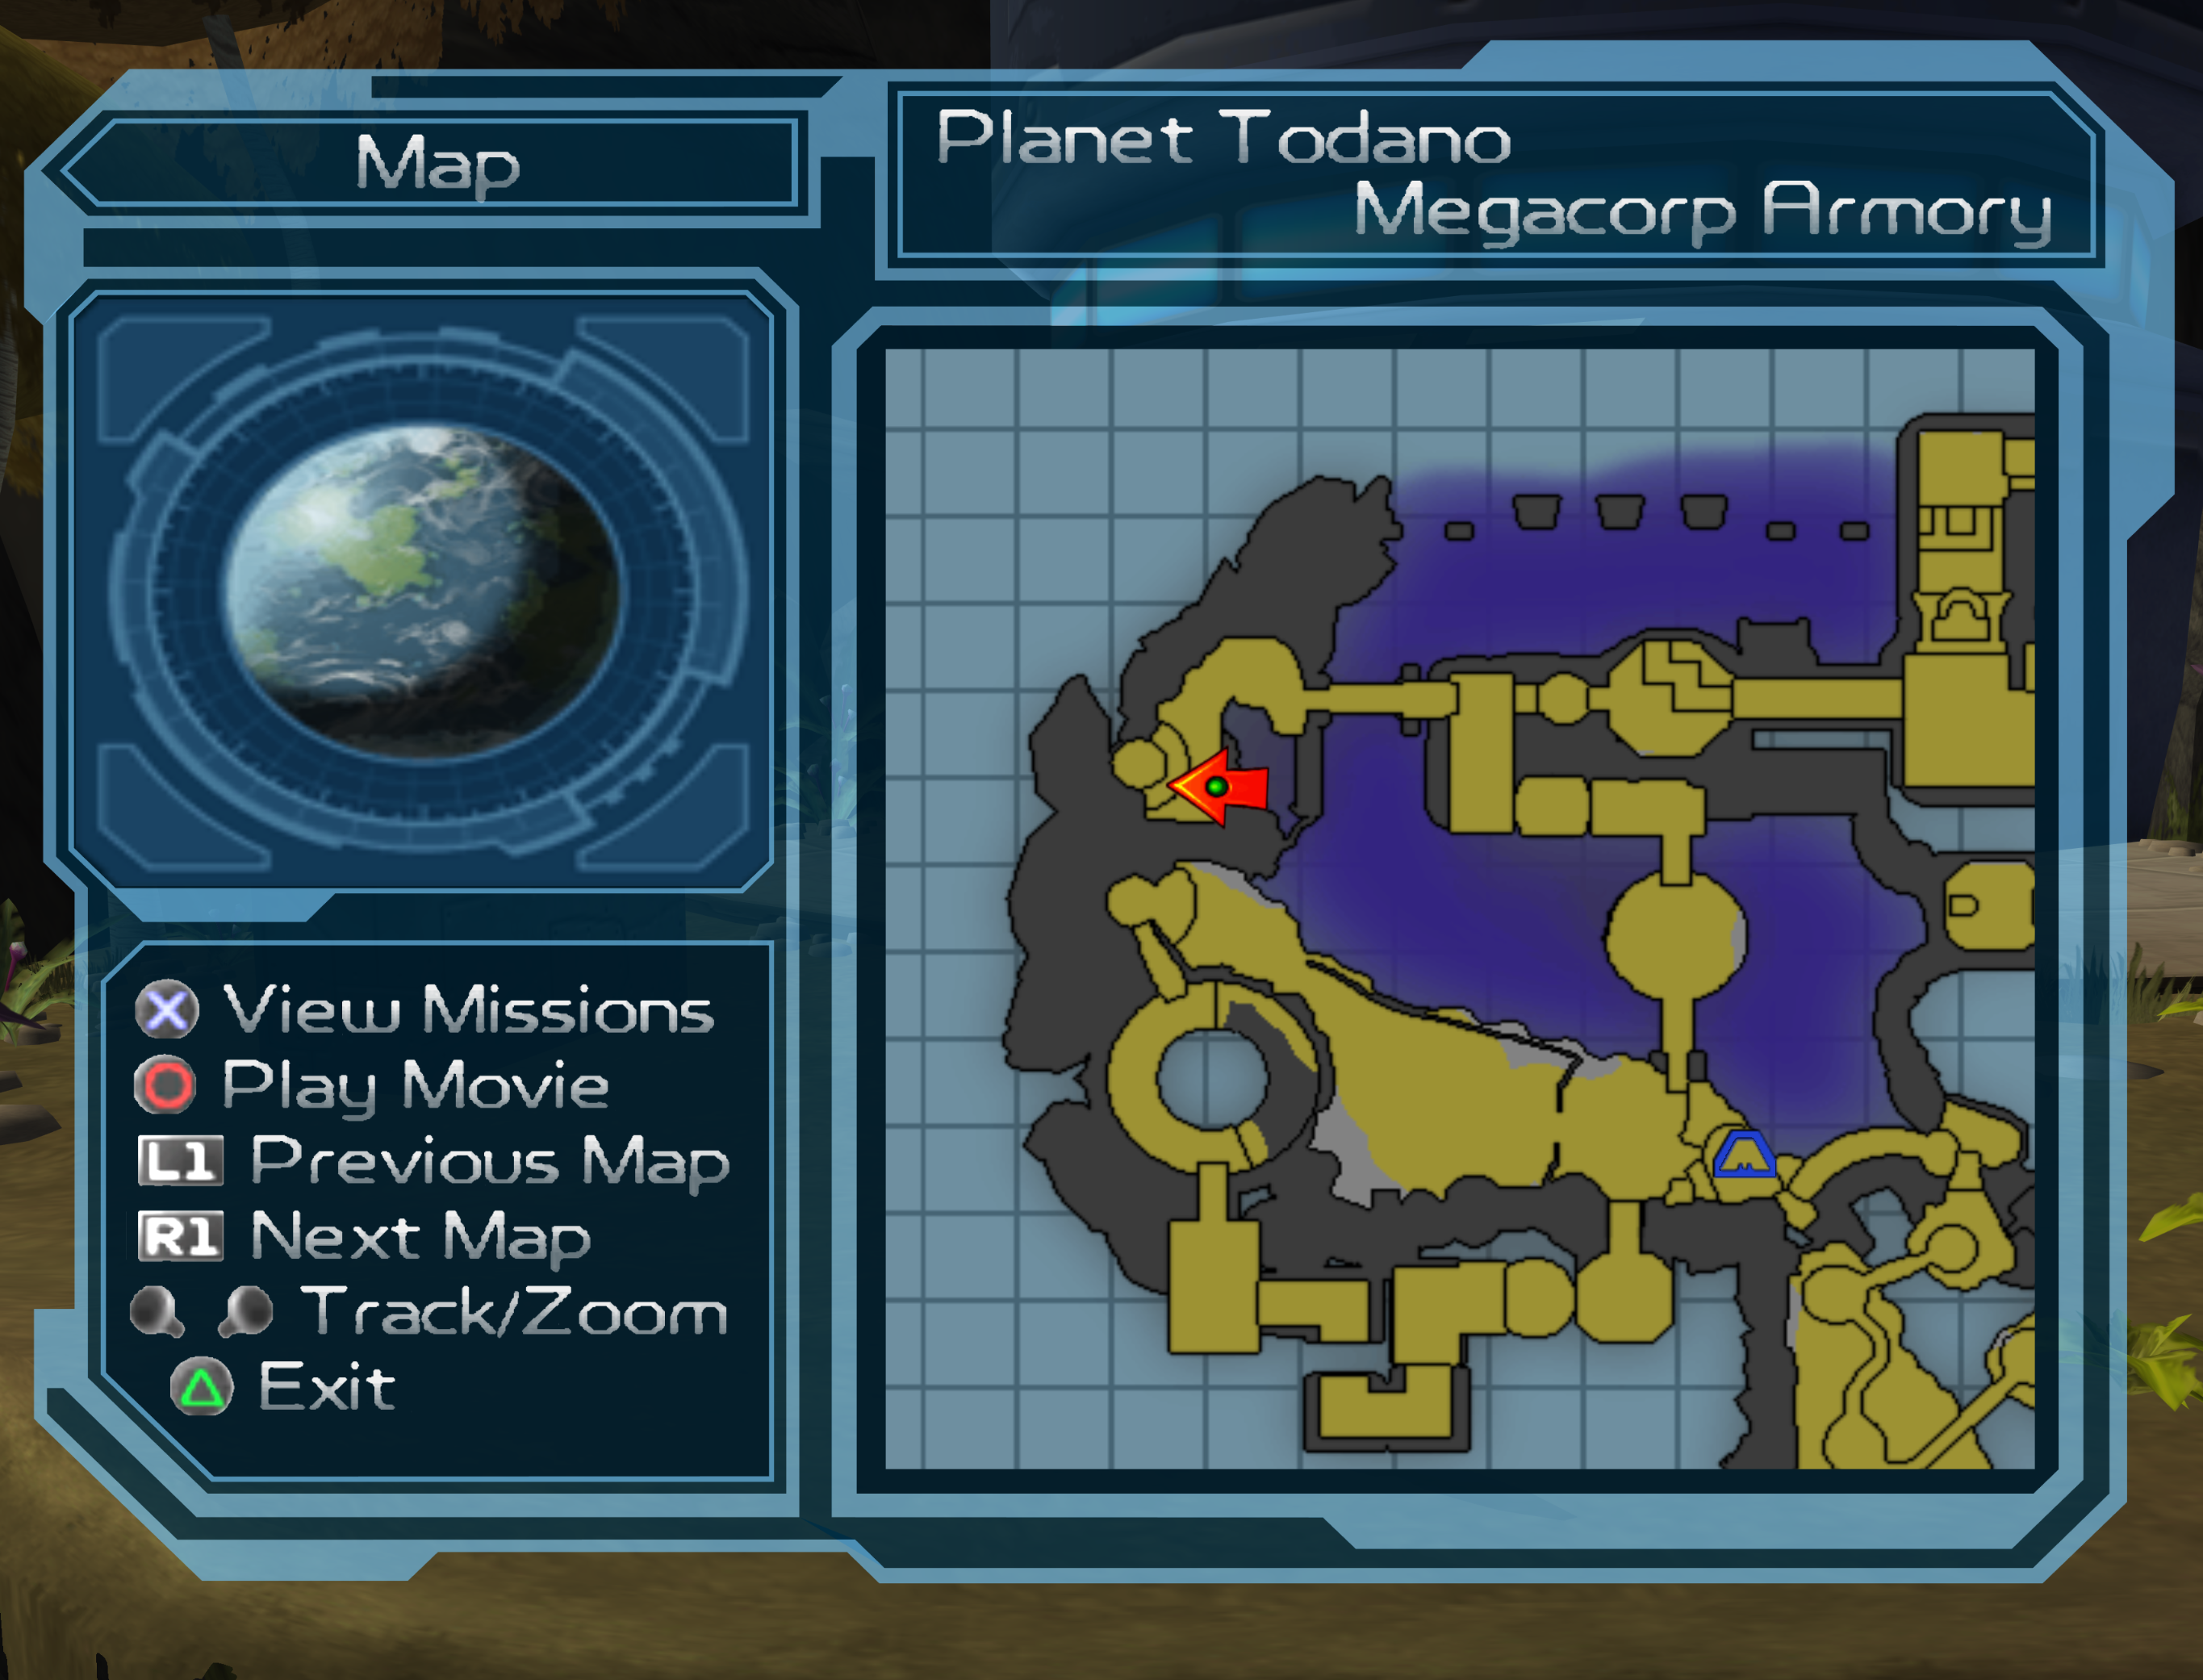 Map
Planet Todano
Megacorp Armory
X View Missions
Play Movie
L1 Previous Map
R1 Next Map
Track/Zoom
Exit